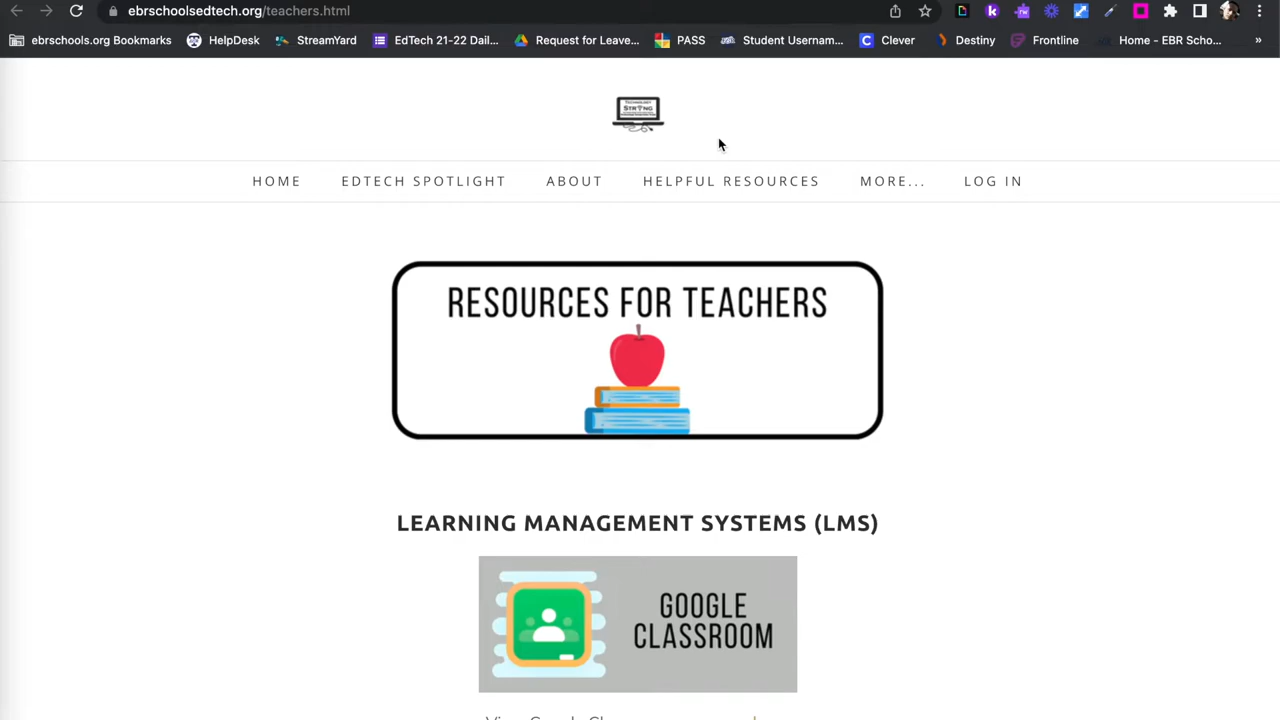 ebrschoolsedtech.org/teachers.html
ebrschools.org Bookmarks HelpDesk StreamYard EdTech 21-22 Dail... Request for Leave... PASS Student Usernam... Clever Destiny Frontline Home - EBR Scho... »
TECHNOLOGY
STRONG
HOME EDTECH SPOTLIGHT ABOUT HELPFUL RESOURCES MORE... LOG IN
RESOURCES FOR TEACHERS
LEARNING MANAGEMENT SYSTEMS (LMS)
GOOGLE
CLASSROOM